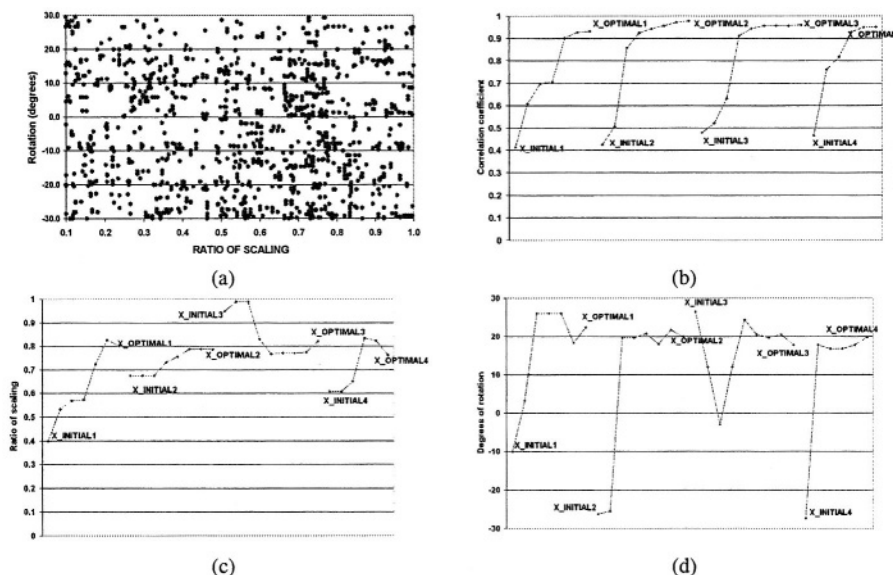 Rotation (degrees)
30.0
20.0
10.0
0.0
-10.0
-20.0
-30.0
0.1 0.2 0.3 0.4 0.5 0.6 0.7 0.8 0.9 1.0
RATIO OF SCALING
(a)
Correlation coefficient
1
0.9
0.8
0.7
0.6
0.5
0.4
0.3
0.2
0.1
0
X_OPTIMAL1
X_OPTIMAL2
X_OPTIMAL3
X_OPTIMAL
X_INITIAL1
X_INITIAL2
X_INITIAL3
X_INITIAL4
(b)
Ratio of scaling
1
0.9
0.8
0.7
0.6
0.5
0.4
0.3
0.2
0.1
0
X_INITIAL3
X_OPTIMAL1
X_OPTIMAL3
X_OPTIMAL2
X_OPTIMAL4
X_INITIAL2
X_INITIAL4
X_INITIAL1
(c)
Degrees of rotation
30
20
10
0
-10
-20
-30
X_INITIAL3
X_OPTIMAL1
X_OPTIMAL4
X_OPTIMAL2
X_OPTIMAL3
X_INITIAL1
X_INITIAL2
X_INITIAL4
(d)